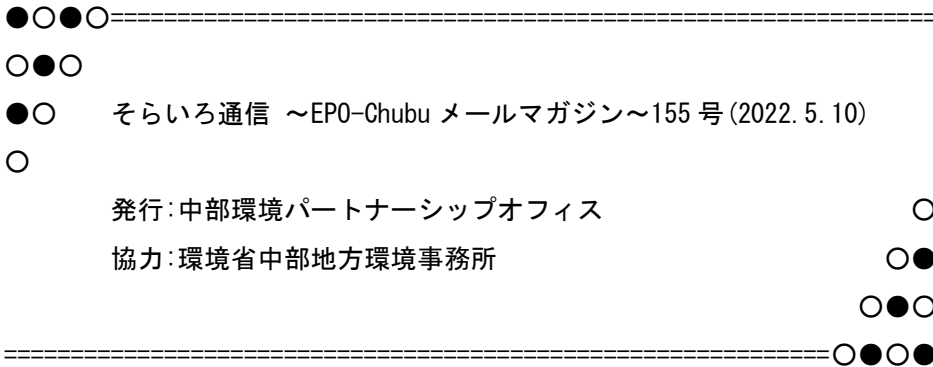 ●○●○==============================================================
○●○
●○　　そらいろ通信 ～EPO-Chubu メールマガジン～155 号(2022.5.10)
○
発行:中部環境パートナーシップオフィス　　○
協力:環境省中部地方環境事務所　　○●
○●○
==============================================================○●○●